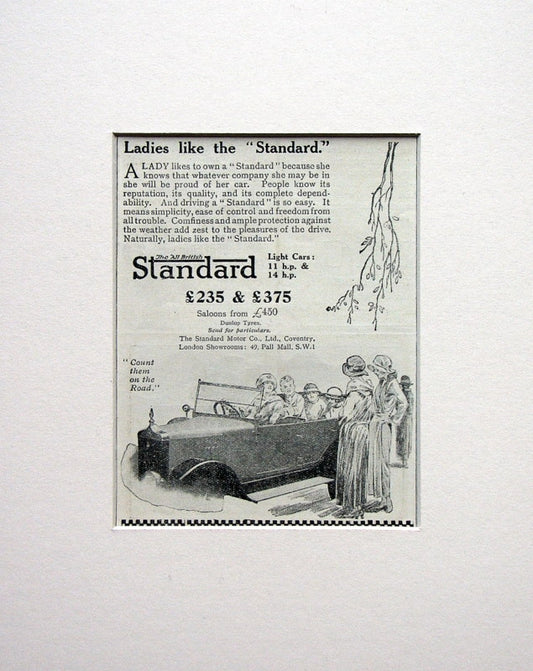 Ladies like the "Standard."
A LADY likes to own a "Standard" because she
knows that whatever company she may be in
she will be proud of her car. People know its
reputation, its quality, and its complete depend-
ability. And driving a "Standard" is so easy. It
means simplicity, ease of control and freedom from
all trouble. Comfiness and ample protection against
the weather add zest to the pleasures of the drive.
Naturally, ladies like the "Standard."
The All British
Standard
Light Cars:
11 h.p. &
14 h.p.
£235 & £375
Saloons from £450
Dunlop Tyres.
Send for particulars.
The Standard Motor Co., Ltd., Coventry,
London Showrooms: 49, Pall Mall, S.W.1
"Count
them
on the
Road."